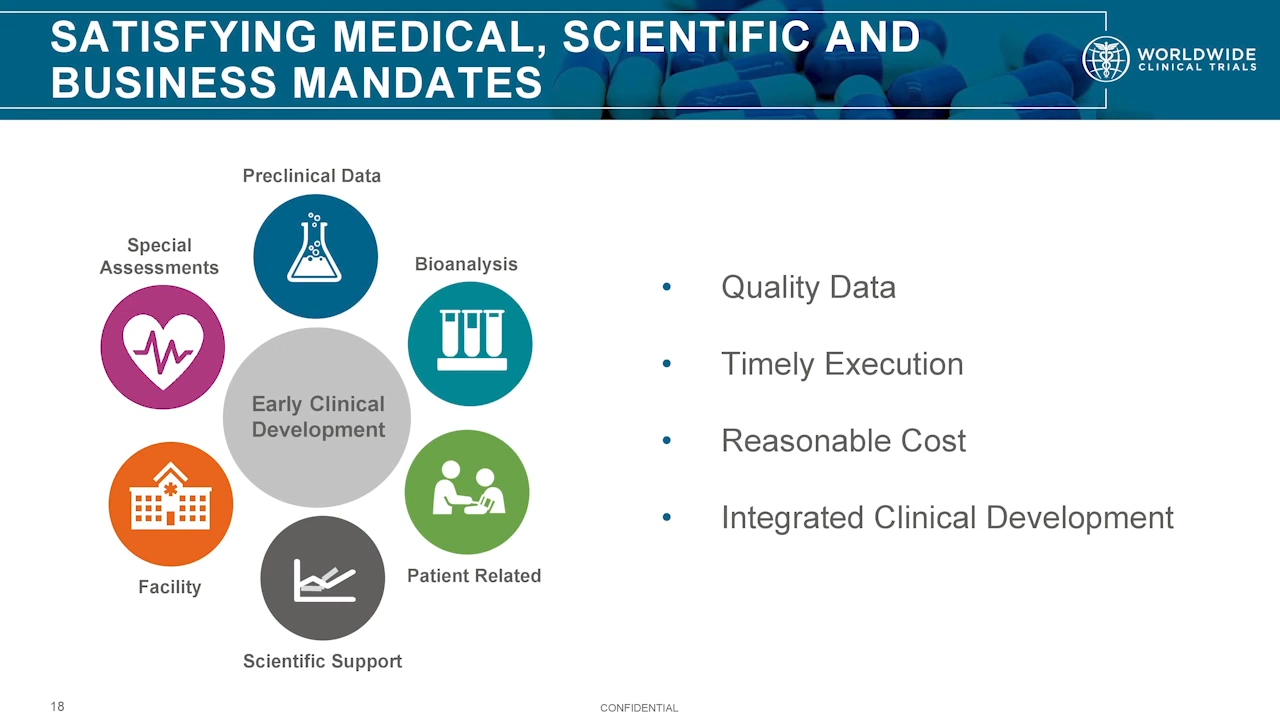 SATISFYING MEDICAL, SCIENTIFIC AND
BUSINESS MANDATES
WORLDWIDE
CLINICAL TRIALS
Preclinical Data
Special
Assessments
Bioanalysis
Early Clinical
Development
Facility
Patient Related
Scientific Support
• Quality Data
• Timely Execution
• Reasonable Cost
• Integrated Clinical Development
18
CONFIDENTIAL